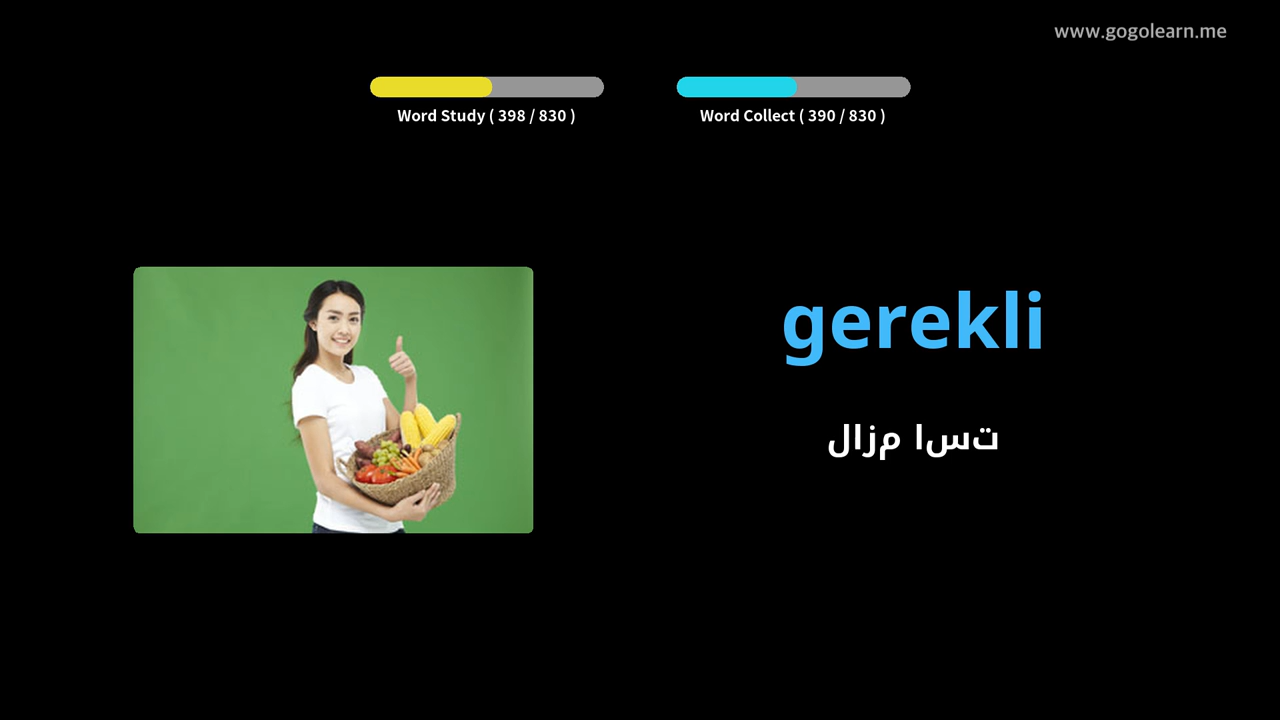 www.gogolearn.me
Word Study ( 398 / 830 )
Word Collect ( 390 / 830 )
gerekli
لازم است